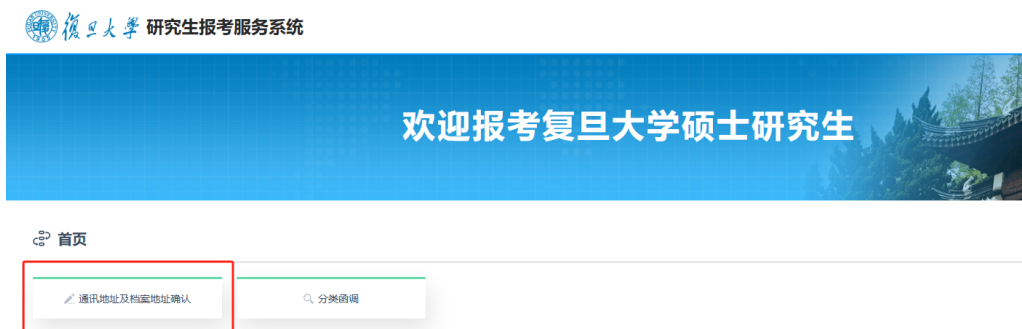 復旦大學 研究生报考服务系统
欢迎报考复旦大学硕士研究生
首页
通讯地址及档案地址确认
分类函调